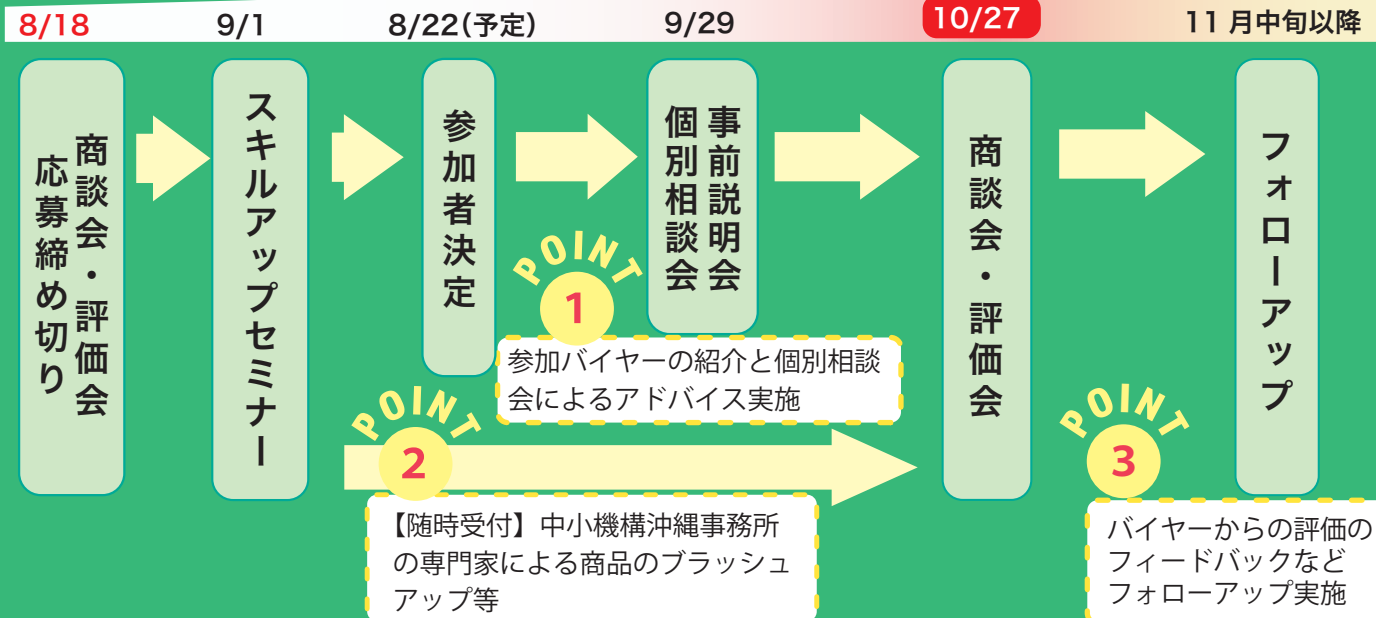 8/18
9/1
8/22(予定)
9/29
10/27
11月中旬以降
商談会・評価会
応募締め切り
スキルアップセミナー
参加者決定
事前説明会
個別相談会
商談会・評価会
フォローアップ
POINT
1
参加バイヤーの紹介と個別相談
会によるアドバイス実施
POINT
2
【随時受付】中小機構沖縄事務所
の専門家による商品のブラッシュ
アップ等
POINT
3
バイヤーからの評価の
フィードバックなど
フォローアップ実施